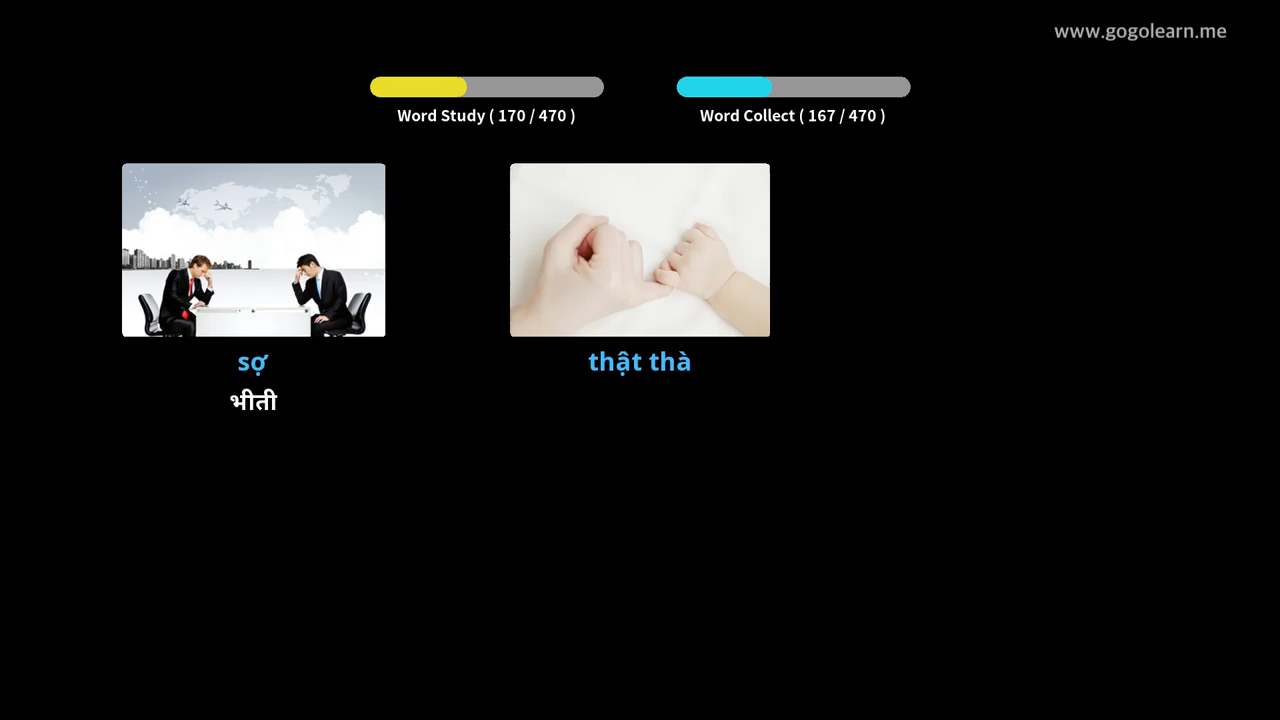 www.gogolearn.me
Word Study ( 170 / 470 )
Word Collect ( 167 / 470 )
sợ
भीती
thật thà